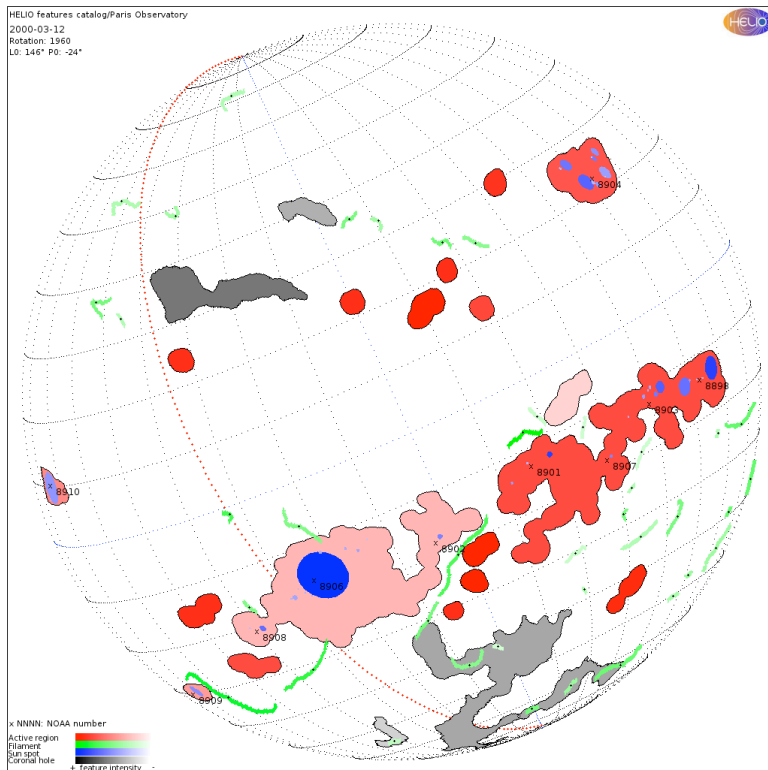 HELIO features catalog/Paris Observatory
2000-03-12
Rotation: 1960
L0: 146° P0: -24°
HELIO
x 8904
x 8898
x 8903
x 8907
x 8901
x 8910
x 8902
x 8906
x 8908
x 8909
x NNNN: NOAA number
Active region
Filament
Sun spot
Coronal hole
+ feature intensity -